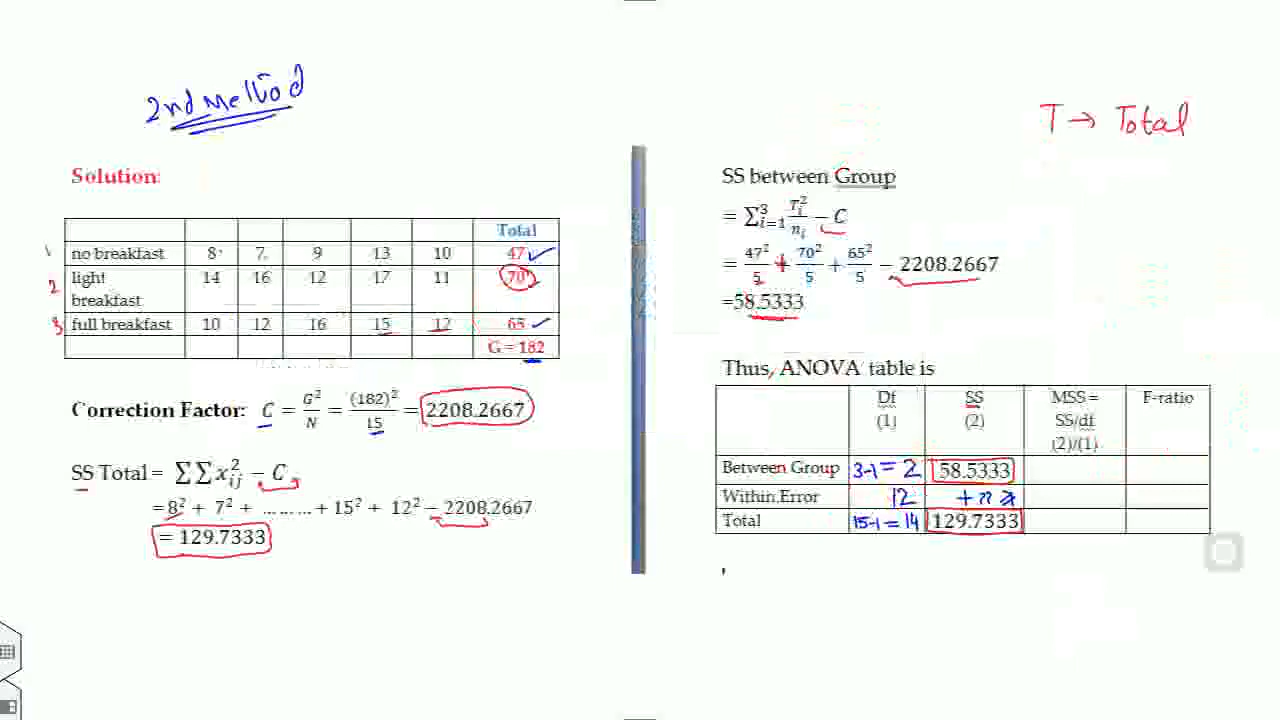 2nd Method
T → Total
Solution:
Total
1 no breakfast 8 7 9 13 10 47
2 light breakfast 14 16 12 17 11 70
3 full breakfast 10 12 16 15 12 65
G = 182
Correction Factor: C = G²/N = (182)²/15 = 2208.2667
SS Total = ∑∑x²ᵢⱼ − C
= 8² + 7² + ……… + 15² + 12² − 2208.2667
= 129.7333
SS between Group
= ∑³ᵢ₌₁ Tᵢ²/nᵢ − C
= 47²/5 + 70²/5 + 65²/5 − 2208.2667
=58.5333
Thus, ANOVA table is
Df (1) SS (2) MSS = SS/df (2)/(1) F-ratio
Between Group 3-1 = 2 58.5333
Within.Error 12
Total 15-1 = 14 129.7333